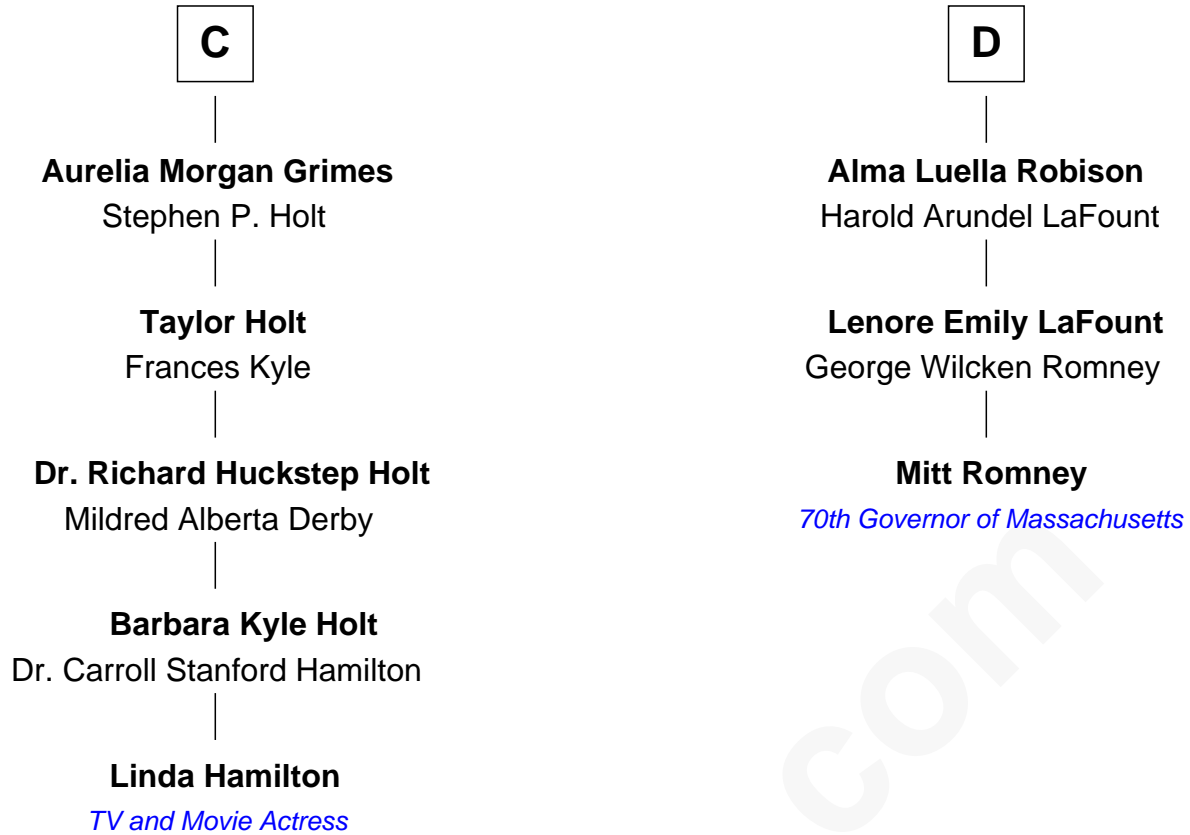 C
Aurelia Morgan Grimes
Stephen P. Holt
Taylor Holt
Frances Kyle
Dr. Richard Huckstep Holt
Mildred Alberta Derby
Barbara Kyle Holt
Dr. Carroll Stanford Hamilton
Linda Hamilton
TV and Movie Actress
D
Alma Luella Robison
Harold Arundel LaFount
Lenore Emily LaFount
George Wilcken Romney
Mitt Romney
70th Governor of Massachusetts
com